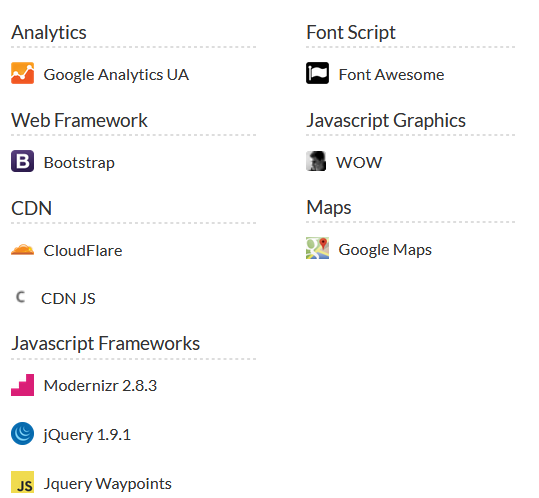 Analytics
Google Analytics UA
Web Framework
B
Bootstrap
CDN
CloudFlare
C
CDN JS
Javascript Frameworks
Modernizr 2.8.3
jQuery 1.9.1
JS
Jquery Waypoints
Font Script
Font Awesome
Javascript Graphics
WOW
Maps
Google Maps